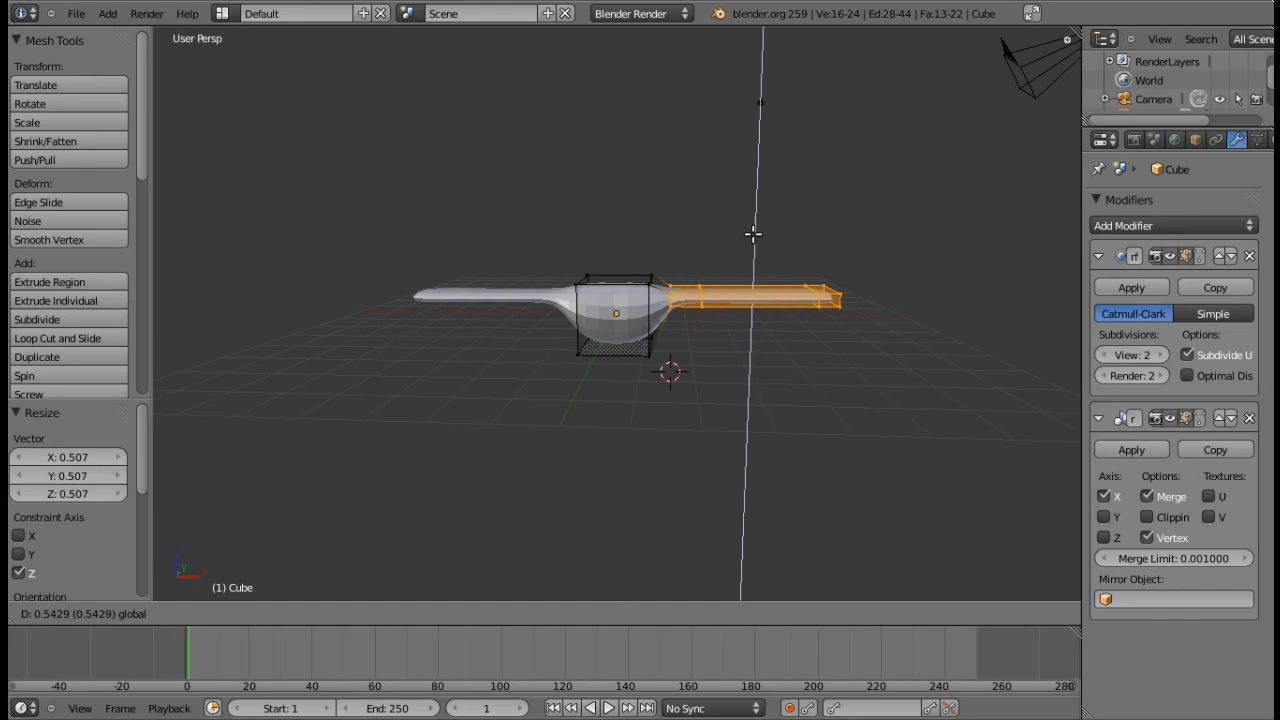 File Add Render Help Default Scene Blender Render blender.org 259 | Ve:16-24 | Ed:28-44 | Fa:13-22 | Cube
Mesh Tools
Transform:
Translate
Rotate
Scale
Shrink/Fatten
Push/Pull
Deform:
Edge Slide
Noise
Smooth Vertex
Add:
Extrude Region
Extrude Individual
Subdivide
Loop Cut and Slide
Duplicate
Spin
Screw
Resize
Vector
X: 0.507
Y: 0.507
Z: 0.507
Constraint Axis
X
Y
Z
Orientation
User Persp
z
y
x
(1) Cube
D: 0.5429 (0.5429) global
View Search All Scene
RenderLayers
World
Camera
Cube
Modifiers
Add Modifier
rf
Apply Copy
Catmull-Clark Simple
Subdivisions: Options:
View: 2 Subdivide U
Render: 2 Optimal Dis
r
Apply Copy
Axis: Options: Textures:
X Merge U
Y Clippin V
Z Vertex
Merge Limit: 0.001000
Mirror Object:
-40 -20 0 20 40 60 80 100 120 140 160 180 200 220 240 260 280
View Frame Playback Start: 1 End: 250 1 No Sync